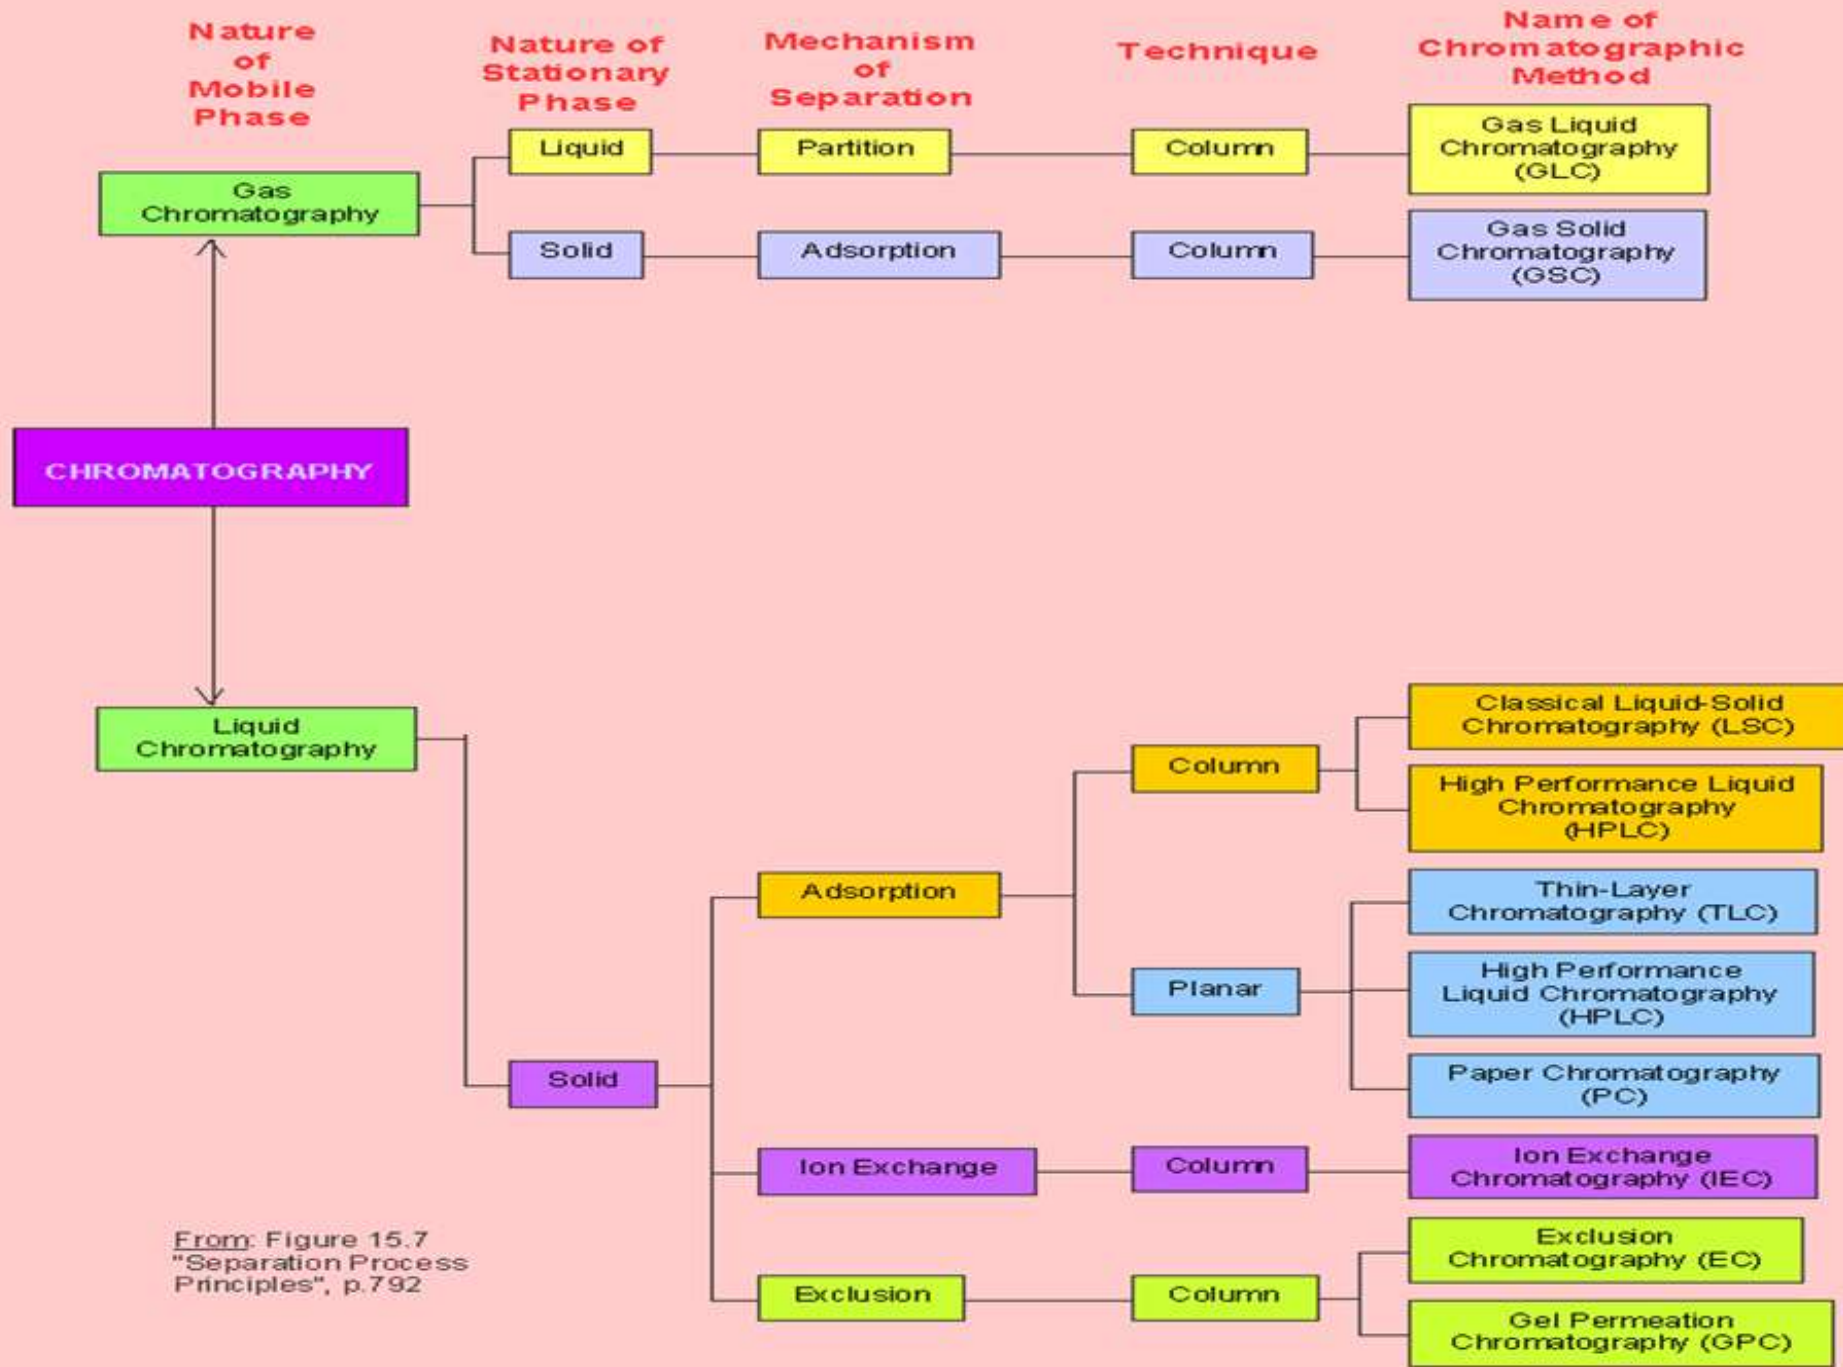 Nature
of
Mobile
Phase
Nature of
Stationary
Phase
Mechanism
of
Separation
Technique
Name of
Chromatographic
Method
Gas
Chromatography
Liquid
Partition
Column
Gas Liquid
Chromatography
(GLC)
Solid
Adsorption
Column
Gas Solid
Chromatography
(GSC)
CHROMATOGRAPHY
Liquid
Chromatography
Solid
Adsorption
Column
Classical Liquid-Solid
Chromatography (LSC)
High Performance Liquid
Chromatography
(HPLC)
Planar
Thin-Layer
Chromatography (TLC)
High Performance
Liquid Chromatography
(HPLC)
Paper Chromatography
(PC)
Ion Exchange
Column
Ion Exchange
Chromatography (IEC)
Exclusion
Column
Exclusion
Chromatography (EC)
Gel Permeation
Chromatography (GPC)
From: Figure 15.7
"Separation Process
Principles", p.792